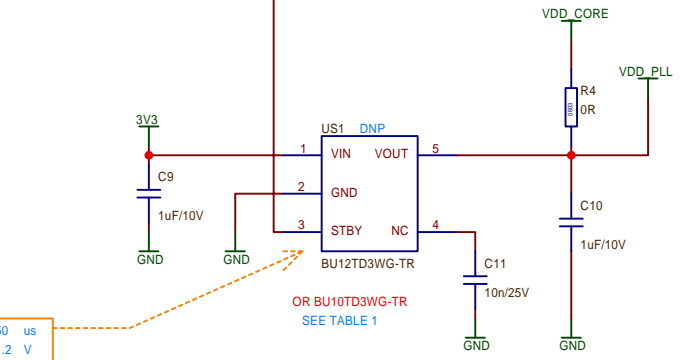 VDD_CORE
VDD_PLL
R4
0603
0R
3V3
US1 DNP
1 VIN VOUT 5
C9
2 GND
1uF/10V
C10
3 STBY NC 4
1uF/10V
GND GND
BU12TD3WG-TR
C11
10n/25V
OR BU10TD3WG-TR
SEE TABLE 1
us
.2 V
GND GND